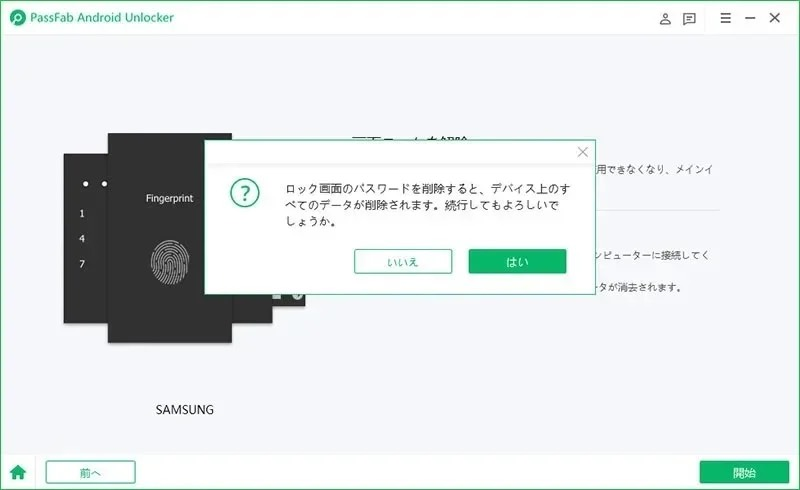 PassFab Android Unlocker
用できなくなり、メインイ
ロック画面のパスワードを削除すると、デバイス上のす
べてのデータが削除されます。続行してもよろしいで
しょうか。
いいえ
はい
ンピューターに接続してく
タが消去されます。
Fingerprint
1
4
7
SAMSUNG
前へ
開始